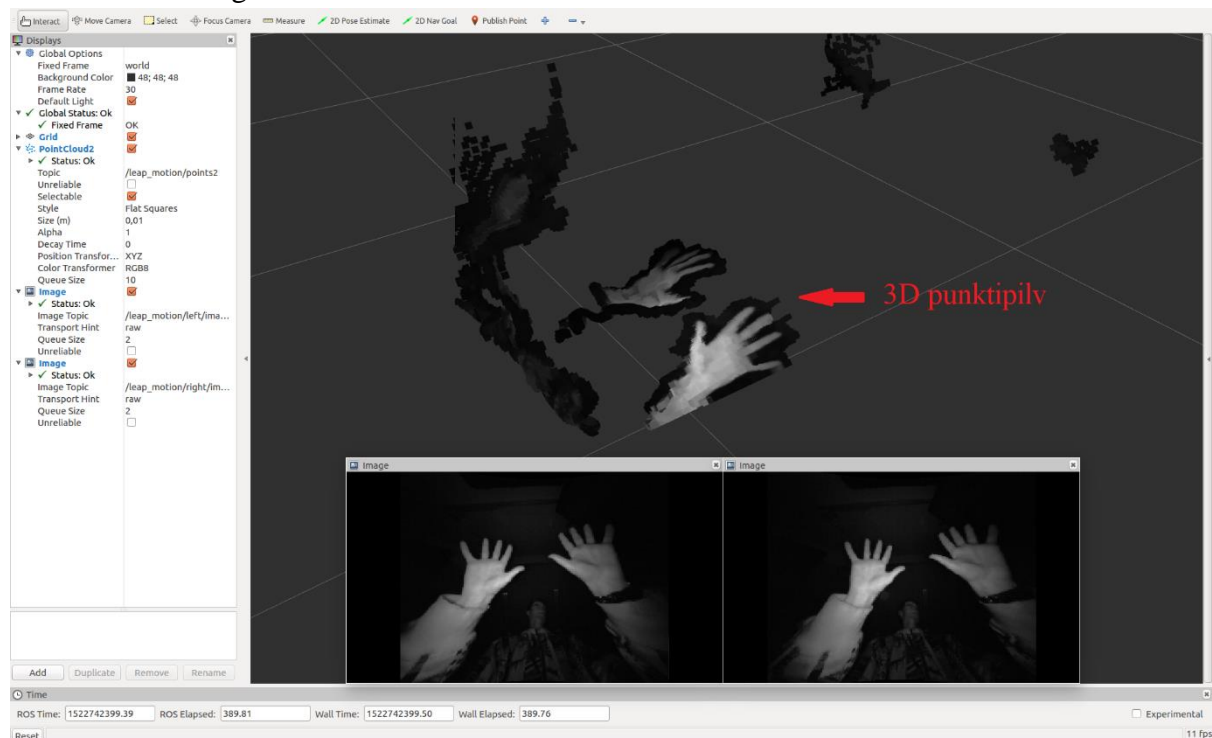 Interact Move Camera Select Focus Camera Measure 2D Pose Estimate 2D Nav Goal Publish Point
Displays
Global Options
Fixed Frame world
Background Color 48; 48; 48
Frame Rate 30
Default Light
Global Status: Ok
Fixed Frame OK
Grid
PointCloud2
Status: Ok
Topic /leap_motion/points2
Unreliable
Selectable
Style Flat Squares
Size (m) 0,01
Alpha 1
Decay Time 0
Position Transfor... XYZ
Color Transformer RGB8
Queue Size 10
Image
Status: Ok
Image Topic /leap_motion/left/ima...
Transport Hint raw
Queue Size 2
Unreliable
Image
Status: Ok
Image Topic /leap_motion/right/im...
Transport Hint raw
Queue Size 2
Unreliable
3D punktipilv
Image Image
Add Duplicate Remove Rename
Time
ROS Time: 1522742399.39 ROS Elapsed: 389.81 Wall Time: 1522742399.50 Wall Elapsed: 389.76 Experimental
Reset 11 fps